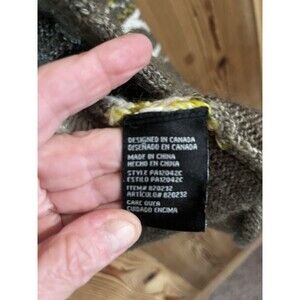 DESIGNED IN CANADA
DISEÑADO EN CANADA
MADE IN CHINA
HECHO EN CHINA
STYLE PA12042C
ESTILO PA12042C
ITEM# 820232
ARTICULO# 820232
CARE OVER
CUIDADO ENCIMA